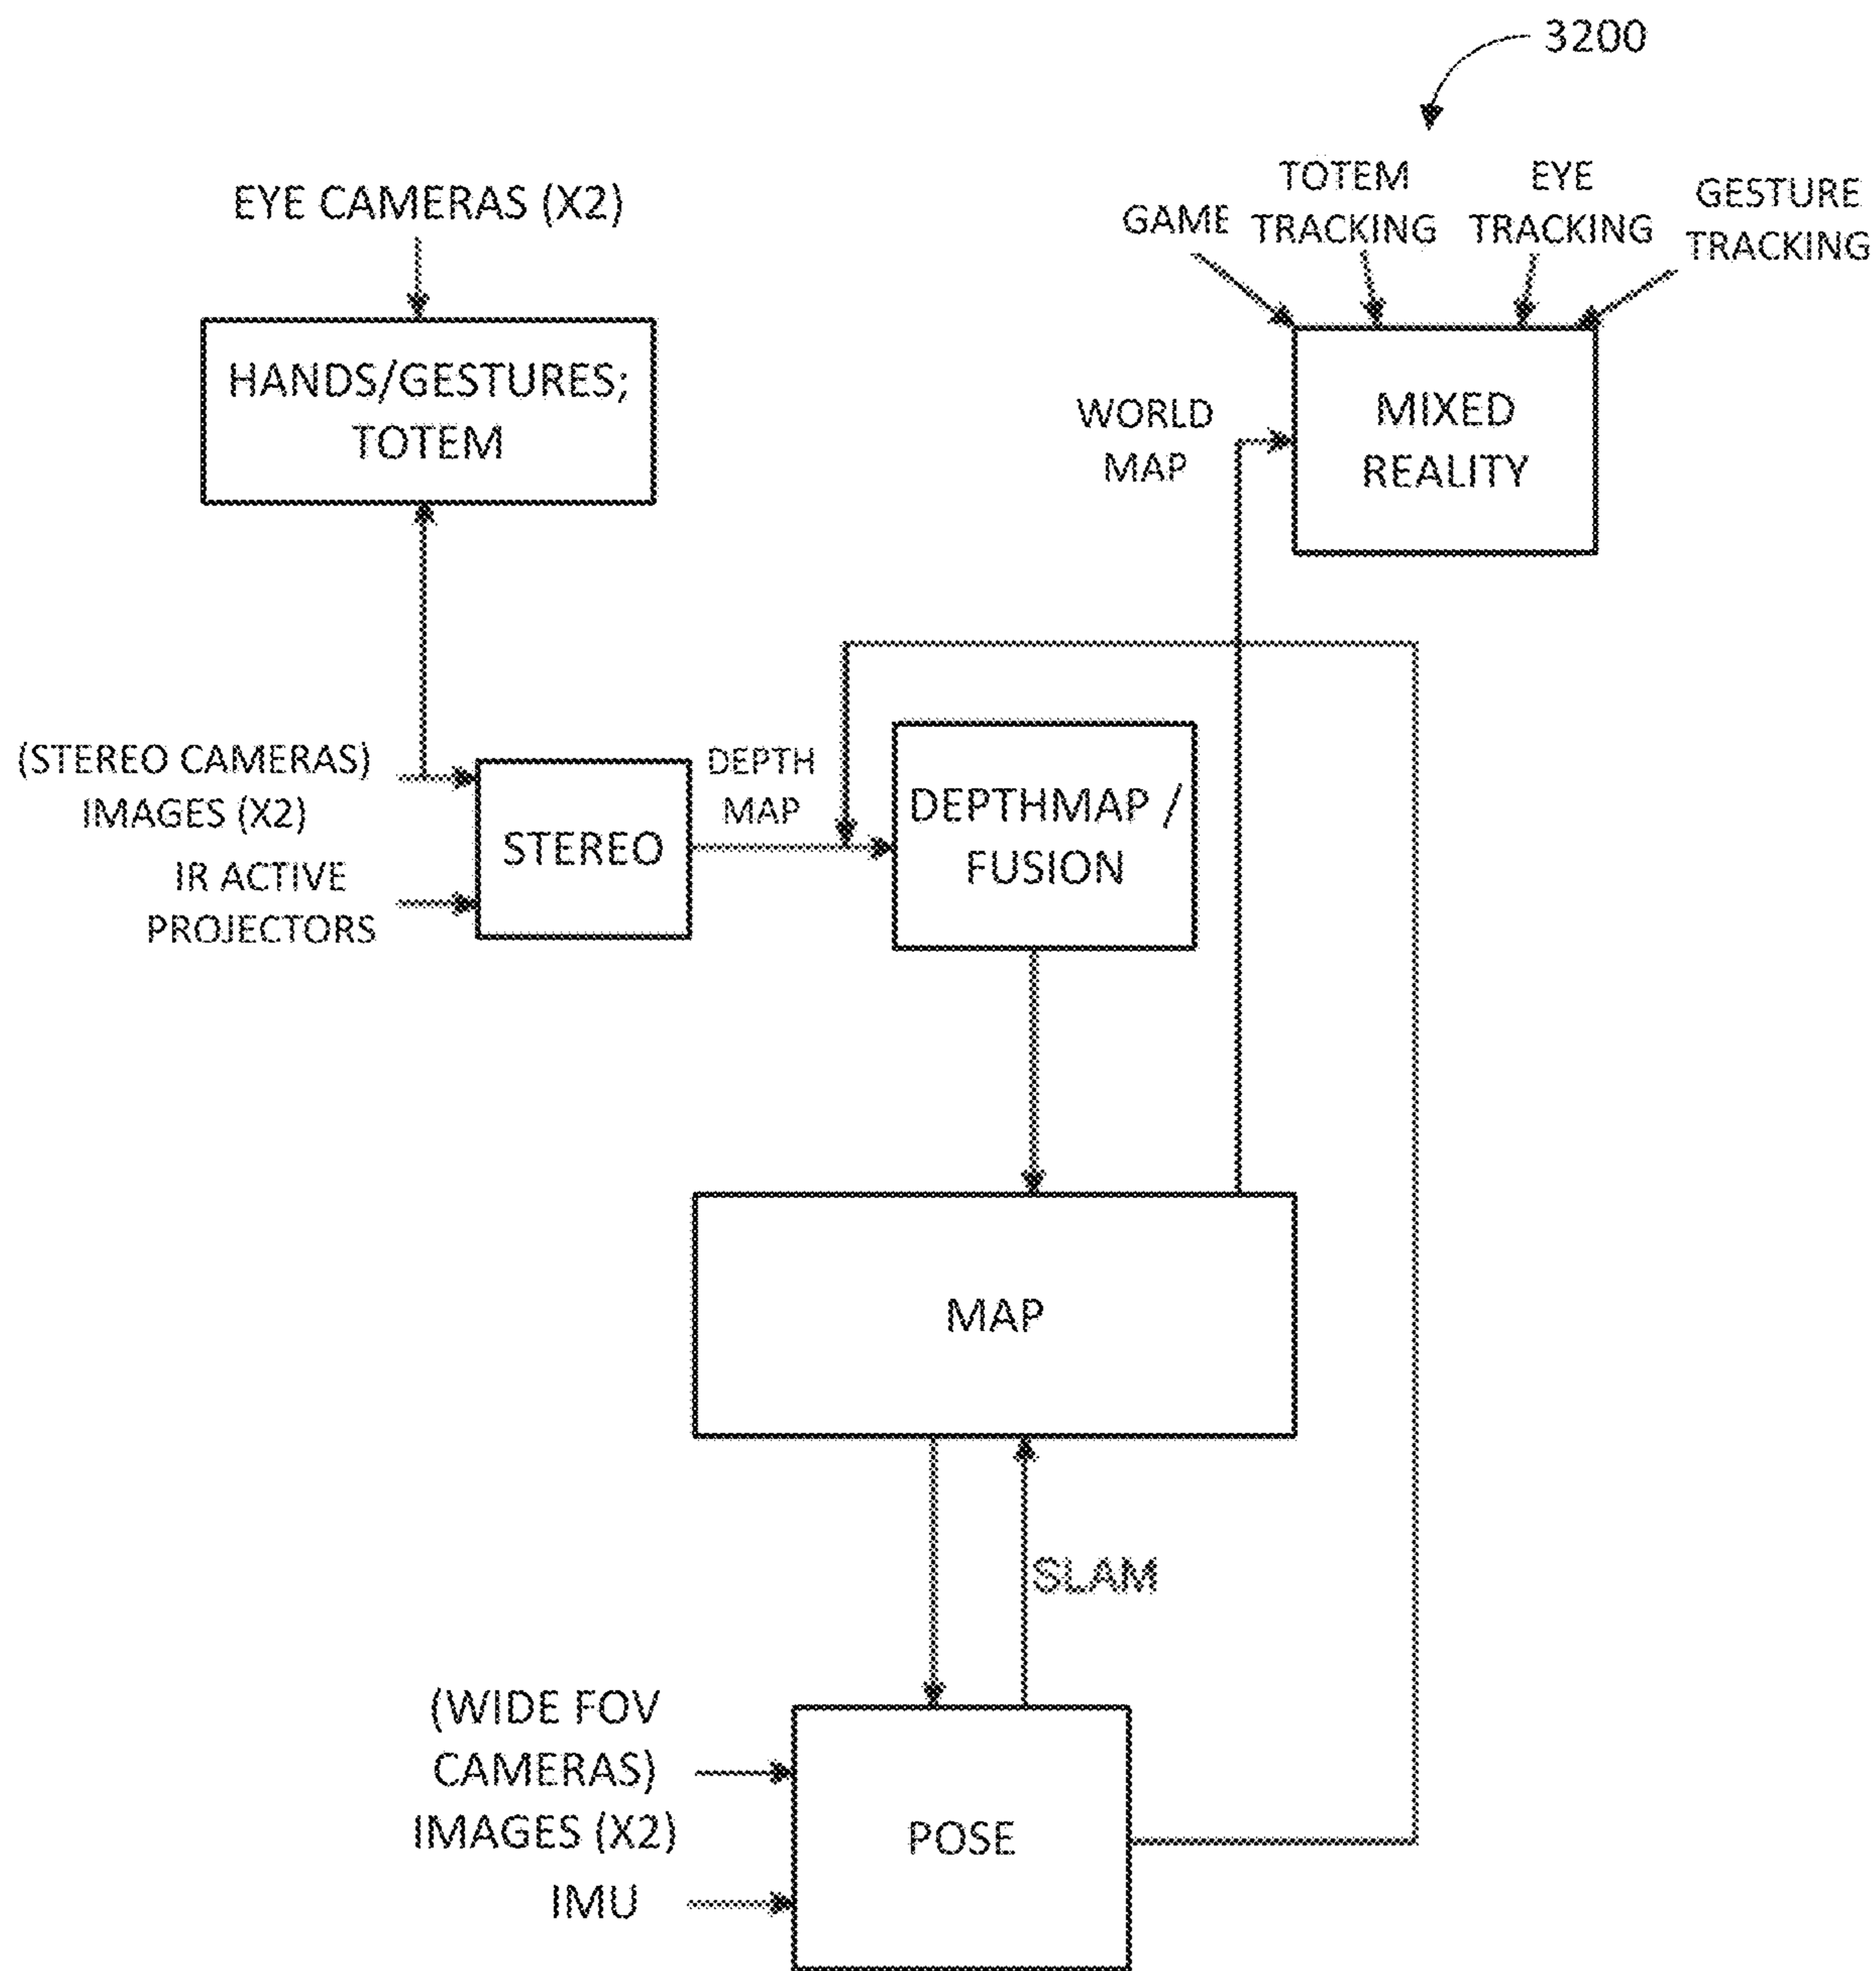 3200
EYE CAMERAS (X2)
GAME
TOTEM
TRACKING
EYE
TRACKING
GESTURE
TRACKING
HANDS/GESTURES;
TOTEM
WORLD
MAP
MIXED
REALITY
(STEREO CAMERAS)
IMAGES (X2)
IR ACTIVE
PROJECTORS
STEREO
DEPTH
MAP
DEPTHMAP /
FUSION
MAP
SLAM
(WIDE FOV
CAMERAS)
IMAGES (X2)
IMU
POSE